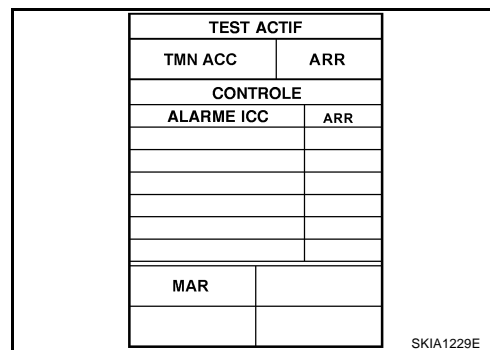 TEST ACTIF
TMN ACC ARR
CONTROLE
ALARME ICC ARR
MAR
SKIA1229E